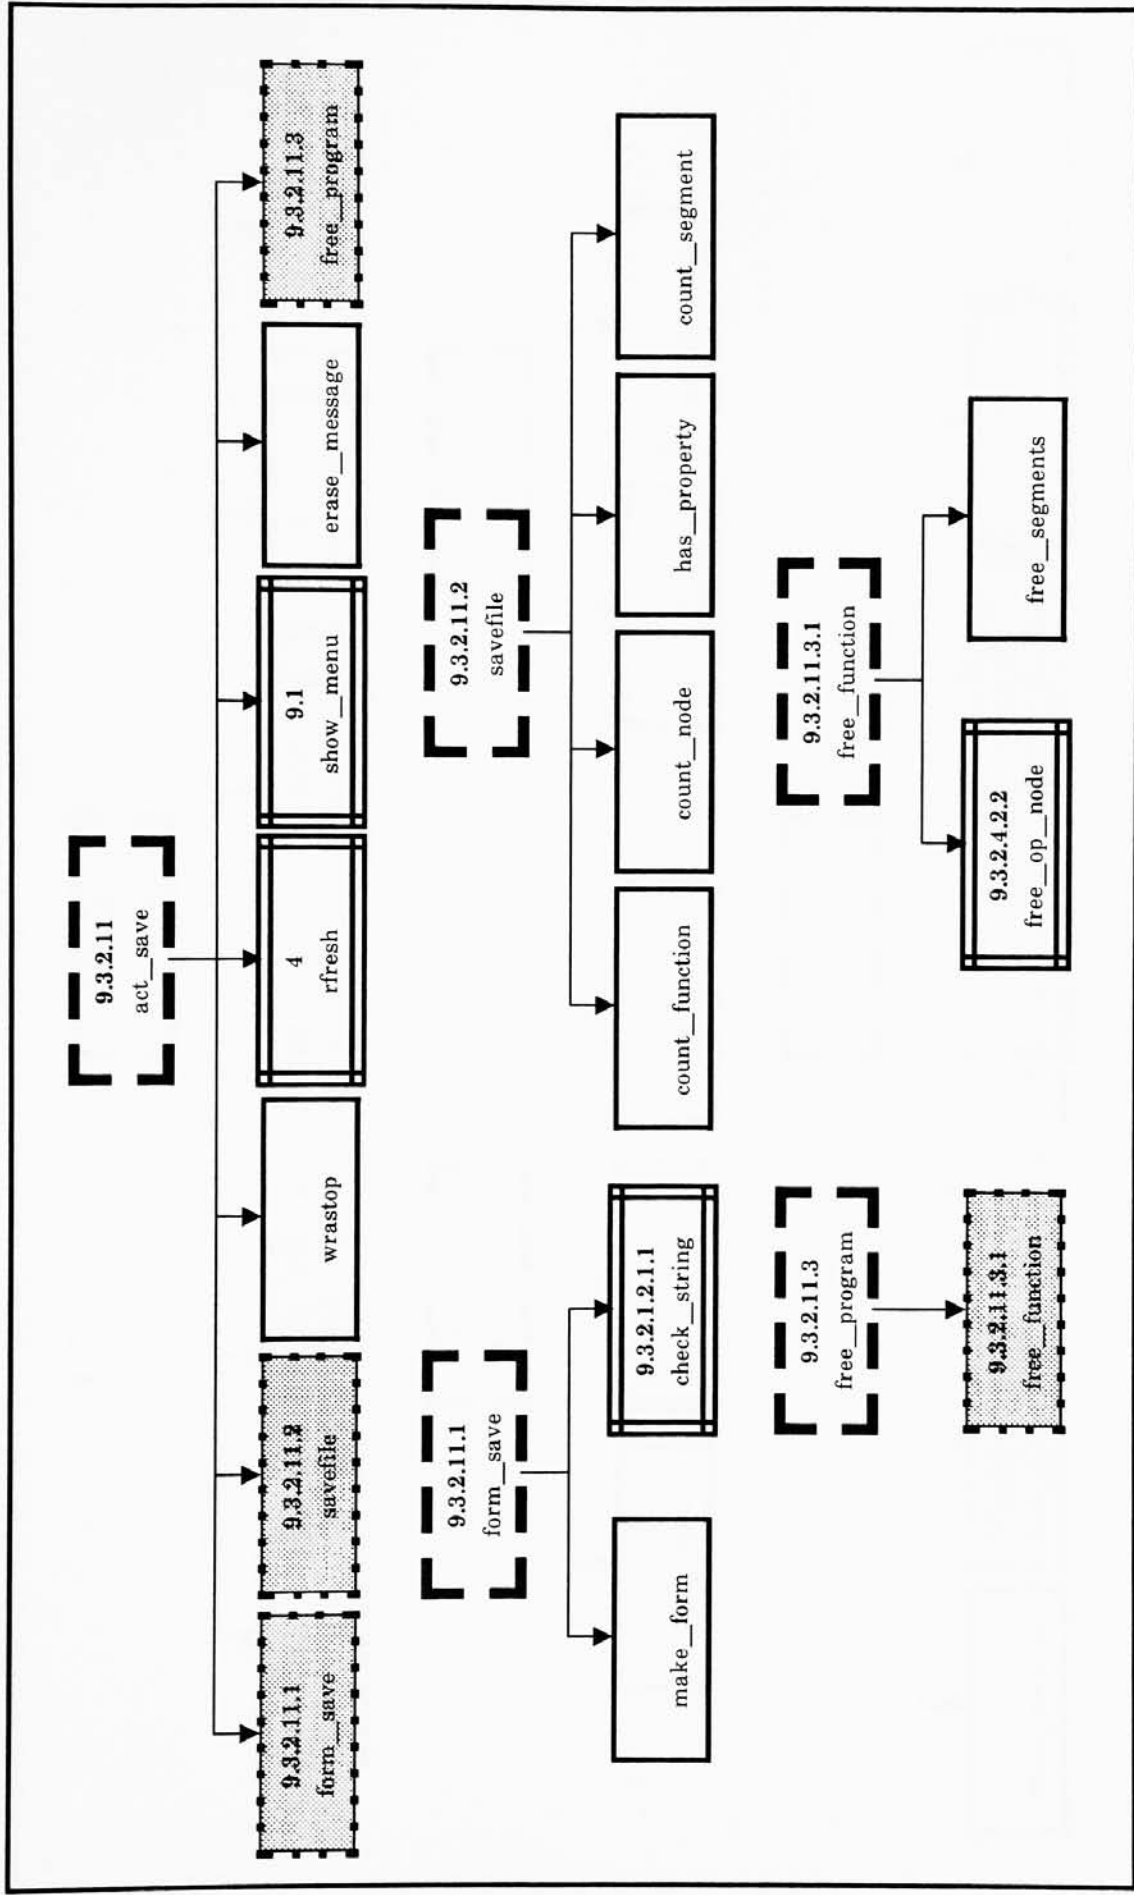 9.3.2.11
act__save
9.3.2.11.1
form__save
9.3.2.11.2
savefile
wrastop
4
rfresh
9.1
show__menu
erase__message
9.3.2.11.3
free__program
9.3.2.11.1
form__save
make__form
9.3.2.1.2.1.1
check__string
9.3.2.11.2
savefile
count__function
count__node
has__property
count__segment
9.3.2.11.3
free__program
9.3.2.11.3.1
free__function
9.3.2.11.3.1
free__function
9.3.2.4.2.2
free__op__node
free__segments